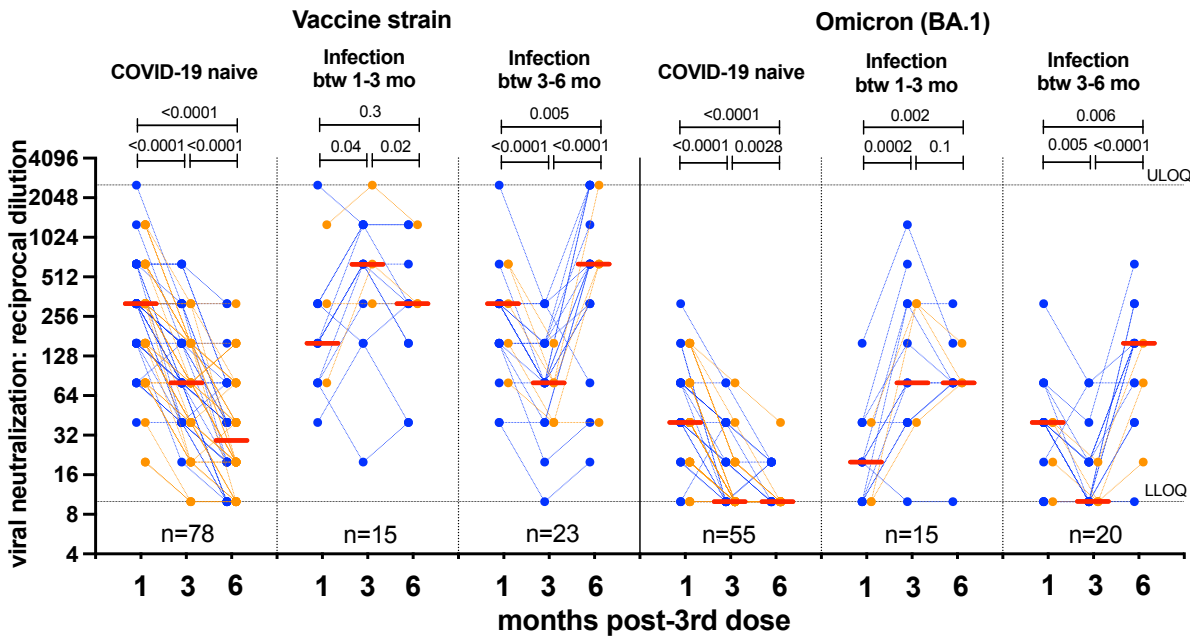 Vaccine strain
Omicron (BA.1)
COVID-19 naive
Infection
btw 1-3 mo
Infection
btw 3-6 mo
COVID-19 naive
Infection
btw 1-3 mo
Infection
btw 3-6 mo
<0.0001
0.3
0.005
<0.0001
0.002
0.006
<0.0001 <0.0001
0.04 0.02
<0.0001 <0.0001
<0.0001 0.0028
0.0002 0.1
0.005 <0.0001
viral neutralization: reciprocal dilution
4096
2048
1024
512
256
128
64
32
16
8
4
ULOQ
LLOQ
n=78
n=15
n=23
n=55
n=15
n=20
1 3 6 1 3 6 1 3 6 1 3 6 1 3 6 1 3 6
months post-3rd dose